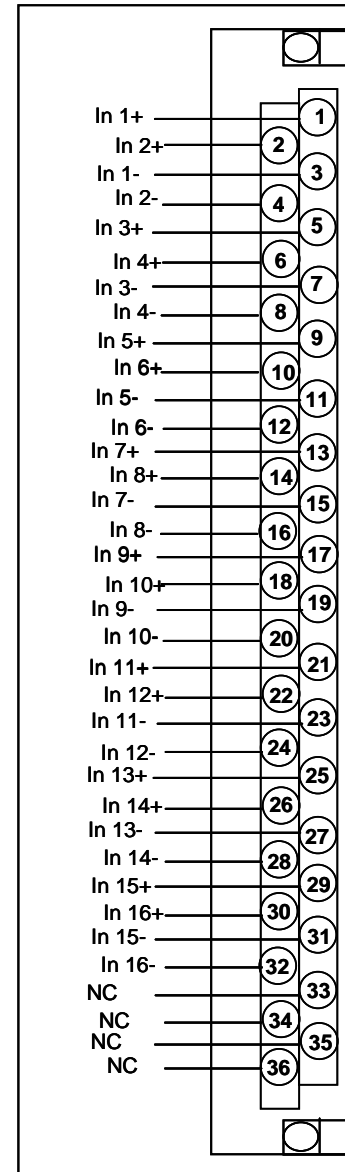 In 1+ 1
In 2+ 2
In 1- 3
In 2- 4
In 3+ 5
In 4+ 6
In 3- 7
In 4- 8
In 5+ 9
In 6+ 10
In 5- 11
In 6- 12
In 7+ 13
In 8+ 14
In 7- 15
In 8- 16
In 9+ 17
In 10+ 18
In 9- 19
In 10- 20
In 11+ 21
In 12+ 22
In 11- 23
In 12- 24
In 13+ 25
In 14+ 26
In 13- 27
In 14- 28
In 15+ 29
In 16+ 30
In 15- 31
In 16- 32
NC 33
NC 34
NC 35
NC 36